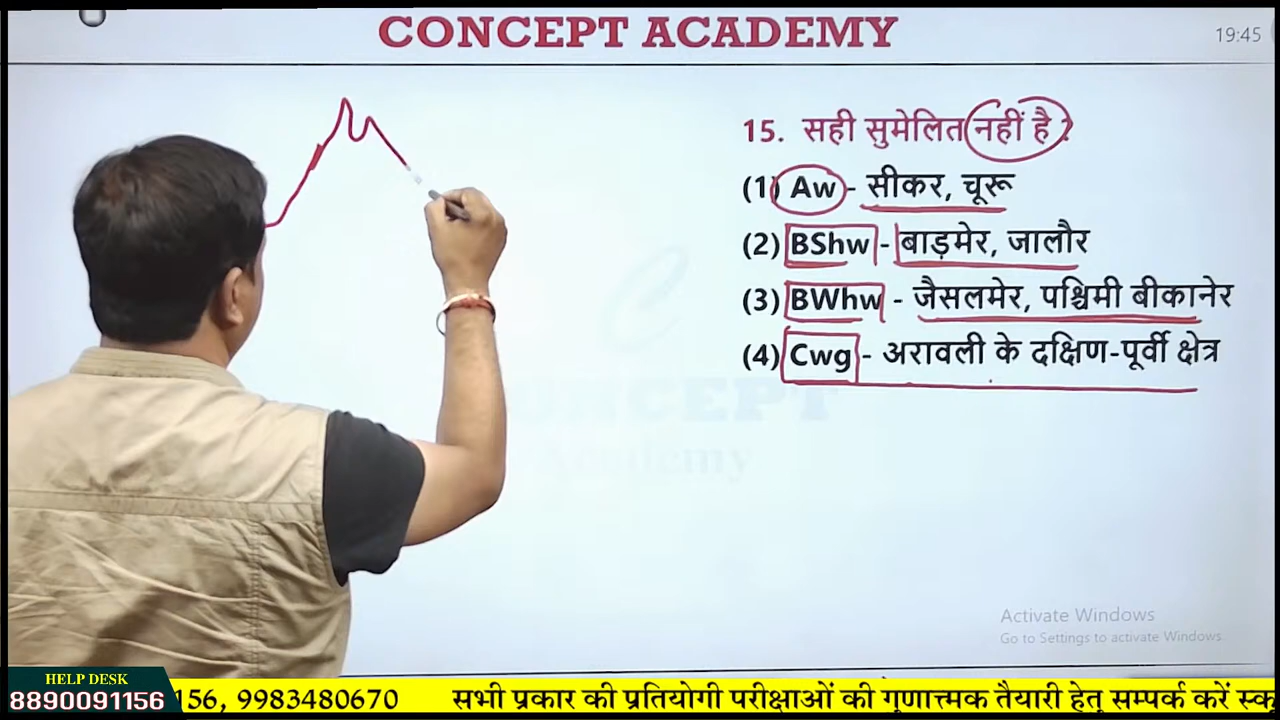 CONCEPT ACADEMY
19:45
15. सही सुमेलित नहीं है ?
(1) Aw - सीकर, चूरू
(2) BShw - बाड़मेर, जालौर
(3) BWhw - जैसलमेर, पश्चिमी बीकानेर
(4) Cwg - अरावली के दक्षिण-पूर्वी क्षेत्र
CONCEPT
Academy
Activate Windows
Go to Settings to activate Windows.
HELP DESK
8890091156
156, 9983480670 सभी प्रकार की प्रतियोगी परीक्षाओं की गुणात्त्मक तैयारी हेतु सम्पर्क करें